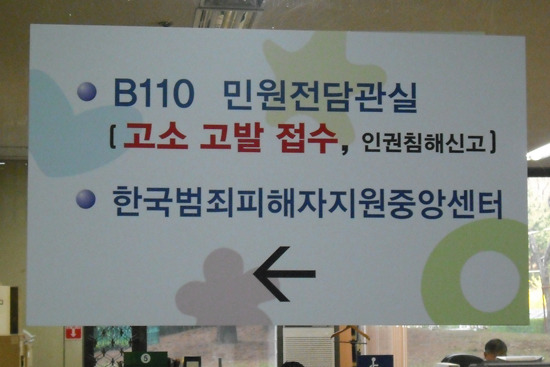 B110 민원전담관실
(고소 고발 접수, 인권침해신고)
한국범죄피해자지원중앙센터
5